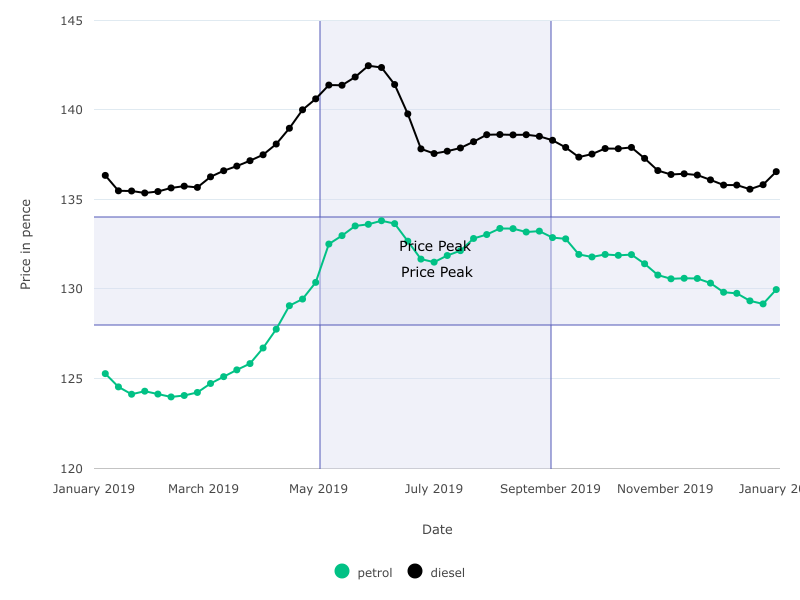 145
140
135
130
125
120
Price in pence
Price Peak
Price Peak
January 2019
March 2019
May 2019
July 2019
September 2019
November 2019
January 20
Date
petrol
diesel